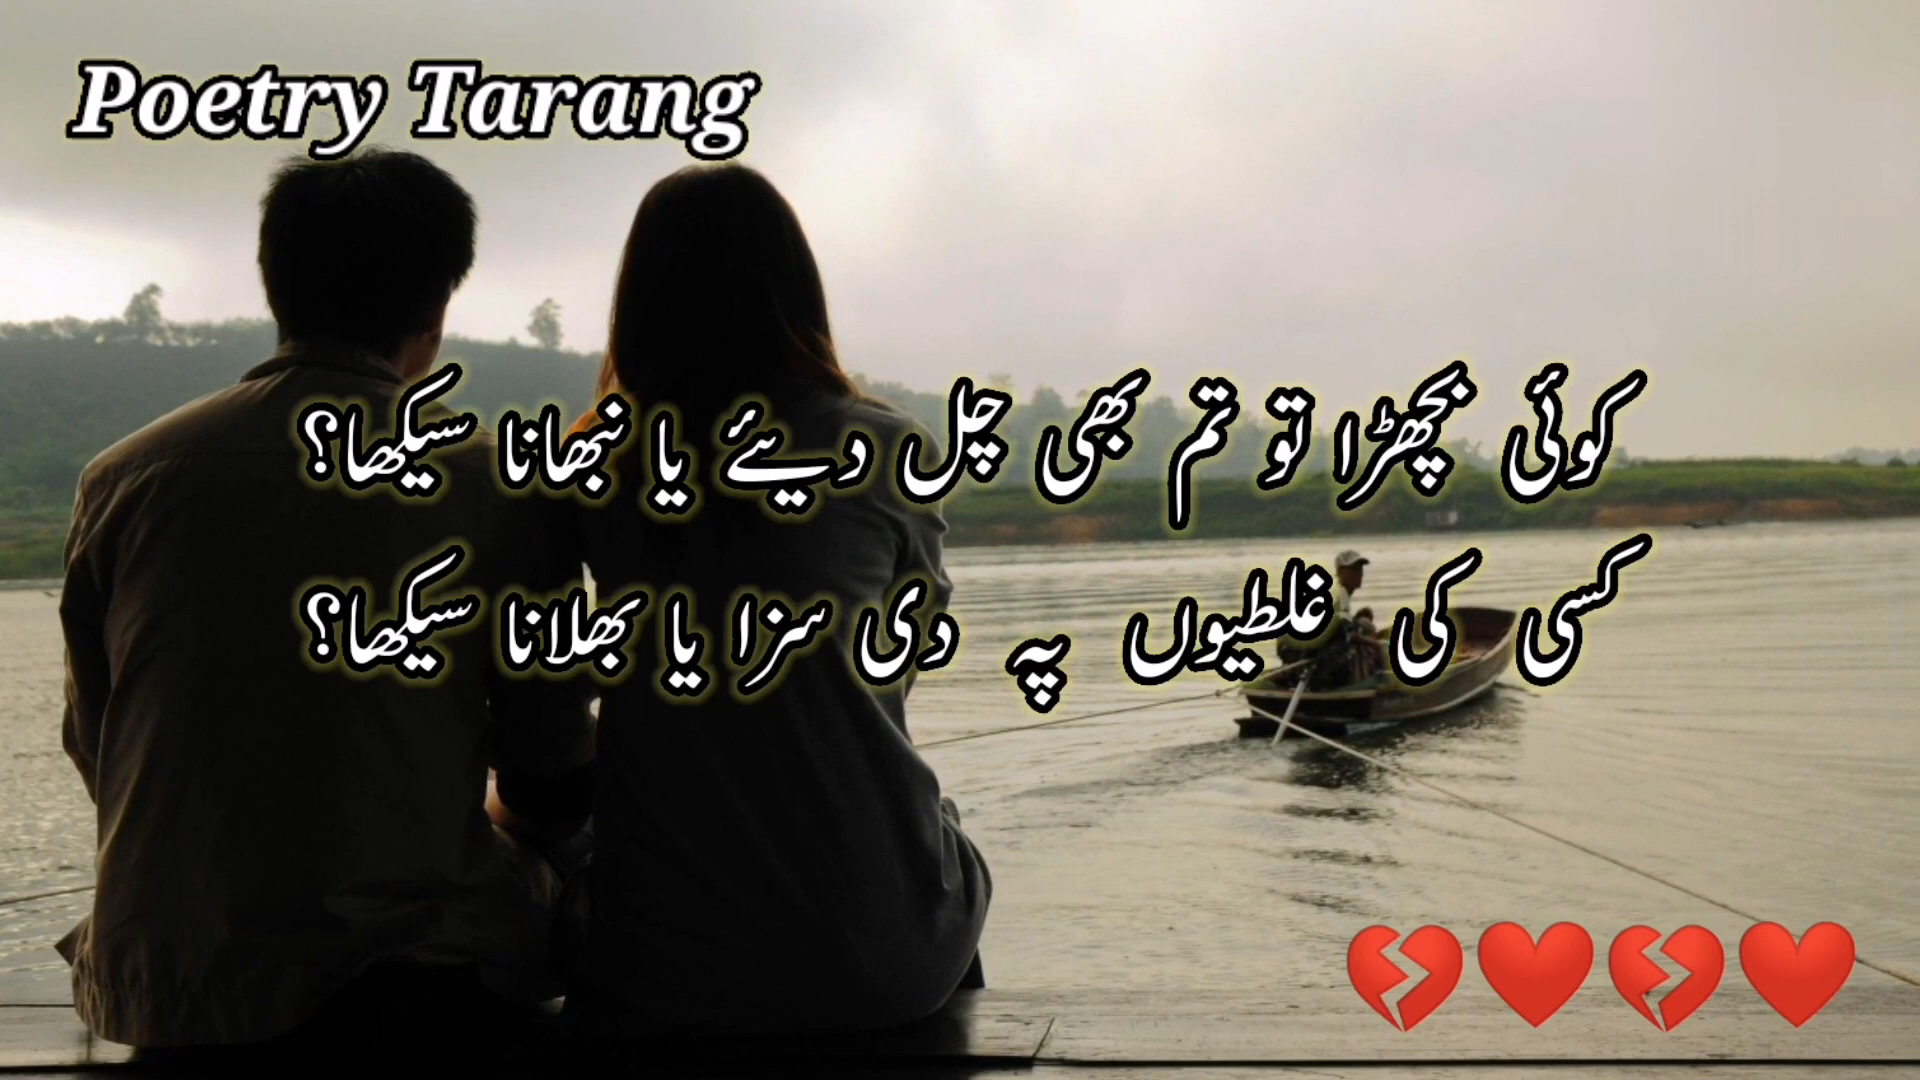 Poetry Tarang
کوئی بچھڑا تو تم بھی چل دیئے یا نبھانا سیکھا؟
کسی کی غلطیوں پہ دی سزا یا بھلانا سیکھا؟